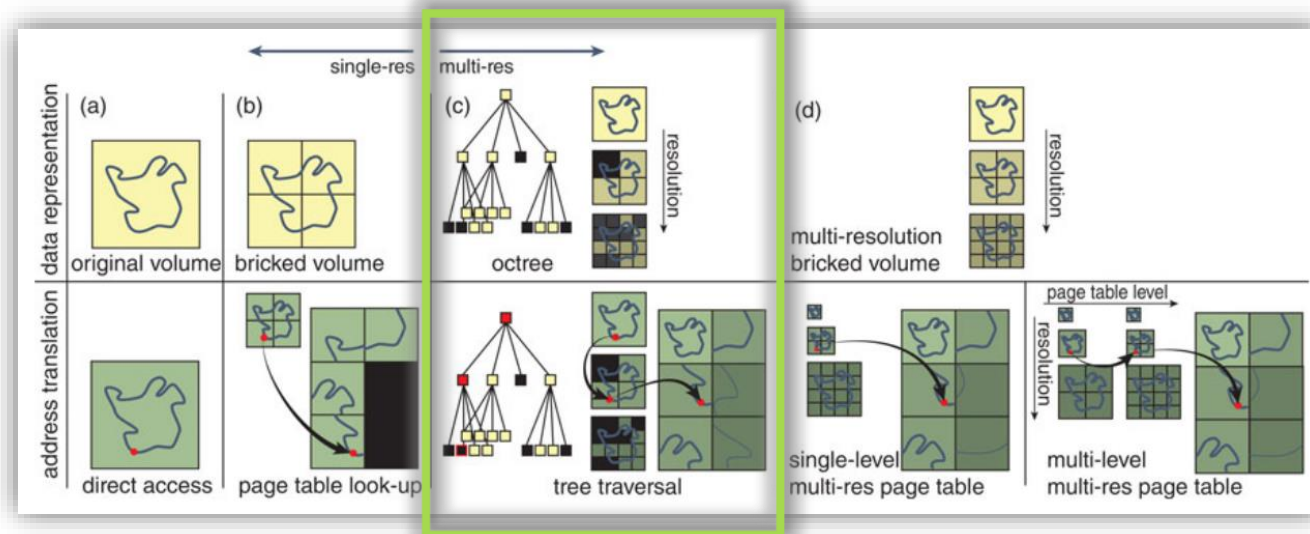 single-res
multi-res
data representation
(a)
original volume
(b)
bricked volume
(c)
resolution
octree
(d)
multi-resolution
bricked volume
resolution
address translation
direct access
page table look-up
tree traversal
single-level
multi-res page table
page table level
resolution
multi-level
multi-res page table